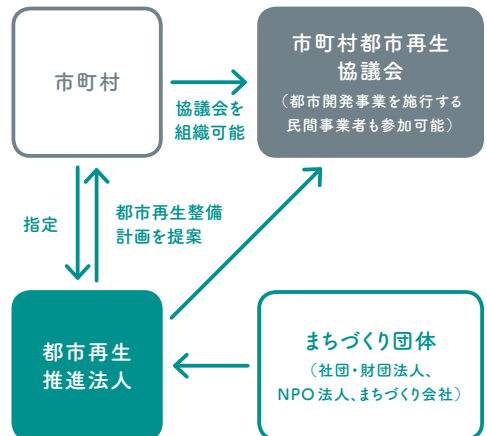 市町村
市町村都市再生
協議会
（都市開発事業を施行する
民間事業者も参加可能）
協議会を
組織可能
指定
都市再生整備
計画を提案
都市再生
推進法人
まちづくり団体
（社団・財団法人、
NPO法人、まちづくり会社）